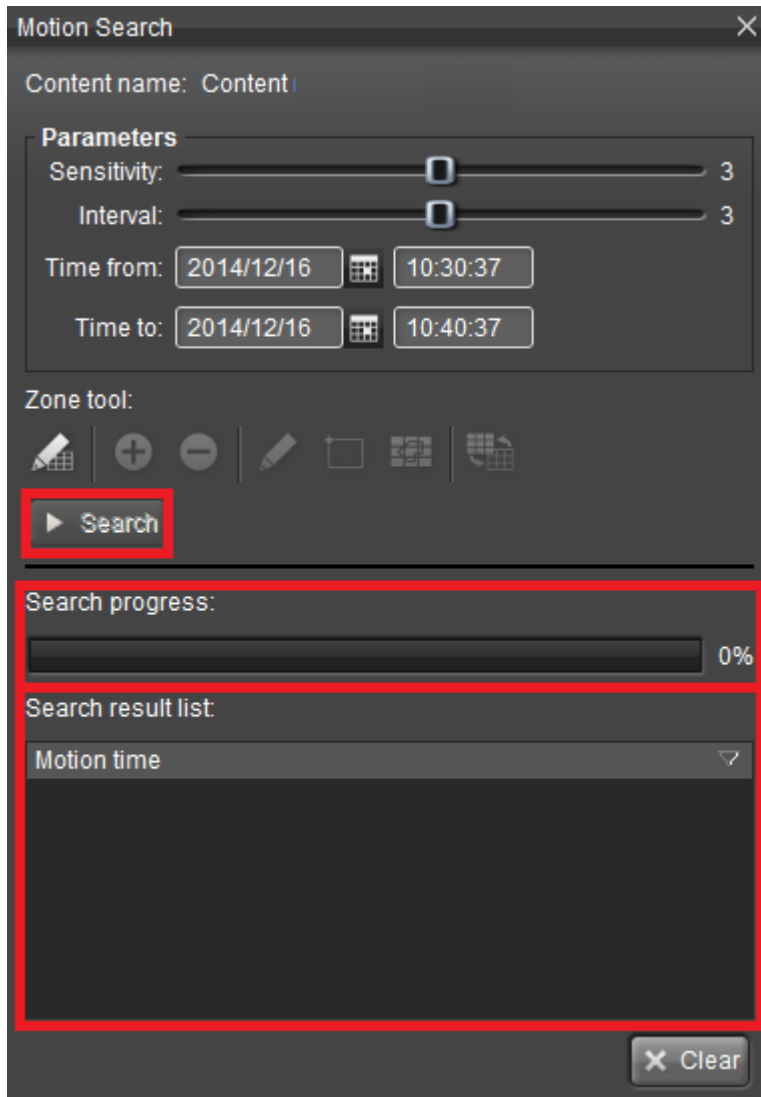 Motion Search
Content name: Content
Parameters
Sensitivity: 3
Interval: 3
Time from: 2014/12/16 10:30:37
Time to: 2014/12/16 10:40:37
Zone tool:
Search
Search progress:
0%
Search result list:
Motion time
Clear